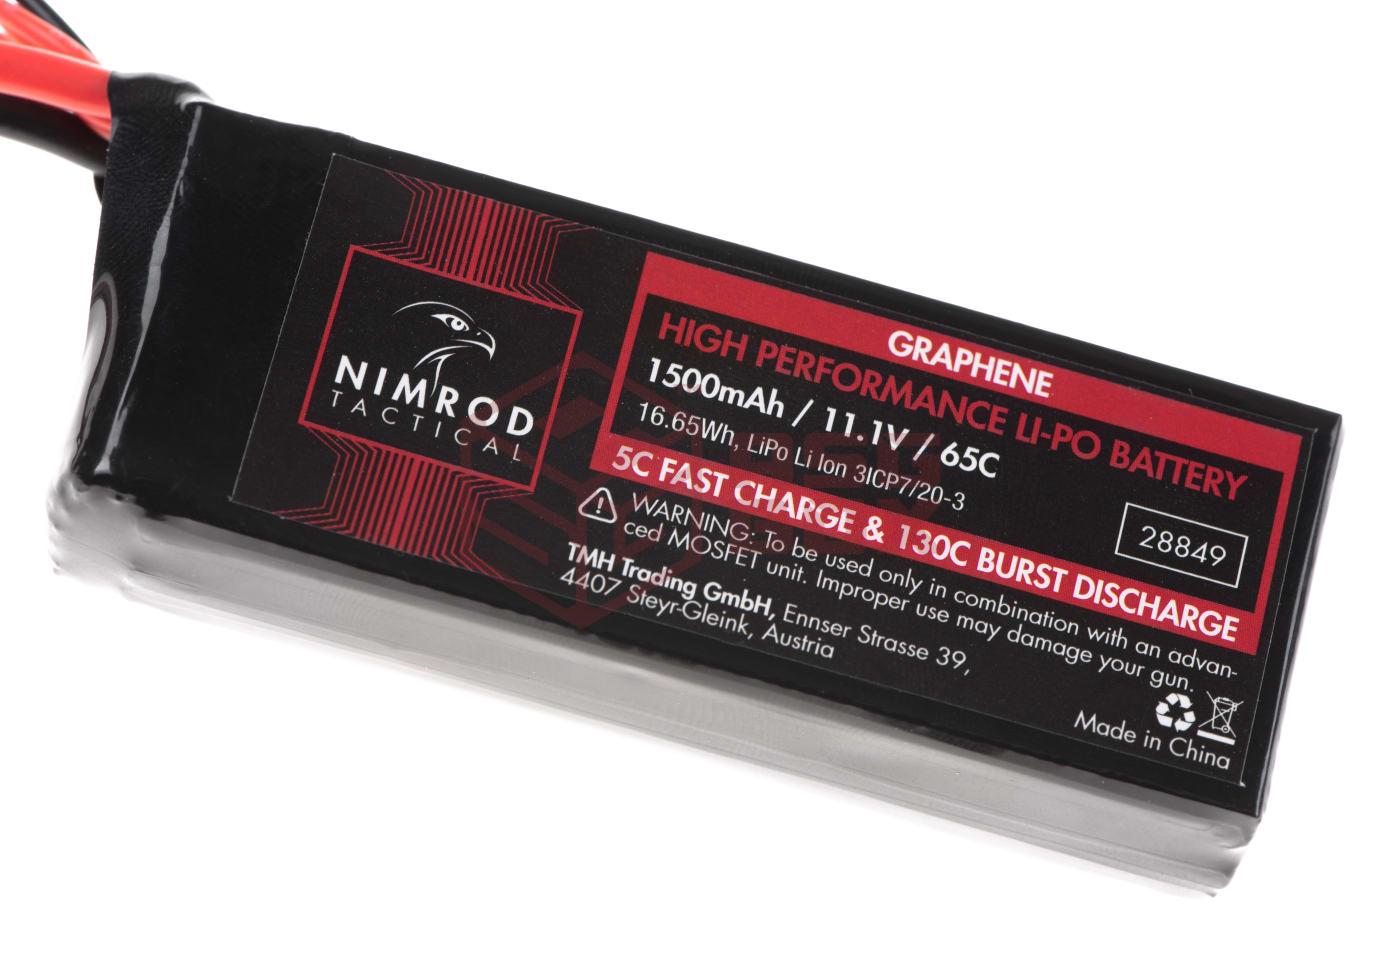 NIMROD
TACTICAL
GRAPHENE
HIGH PERFORMANCE LI-PO BATTERY
1500mAh / 11.1V / 65C
16.65Wh, LiPo Li Ion 3ICP7/20-3
28849
5C FAST CHARGE & 130C BURST DISCHARGE
WARNING: To be used only in combination with an advan-
ced MOSFET unit. Improper use may damage your gun.
TMH Trading GmbH, Ennser Strasse 39,
4407 Steyr-Gleink, Austria
Made in China